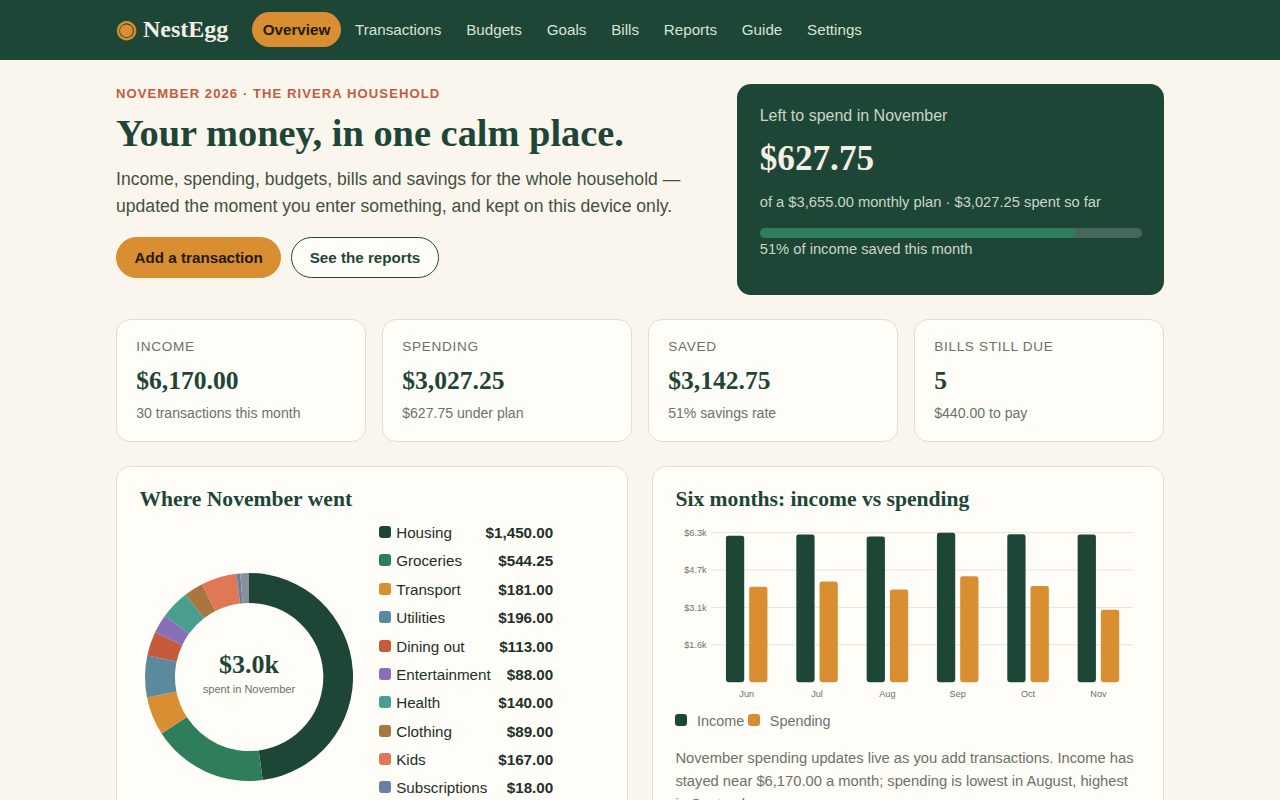 NestEgg
Overview Transactions Budgets Goals Bills Reports Guide Settings
NOVEMBER 2026 · THE RIVERA HOUSEHOLD
Your money, in one calm place.
Income, spending, budgets, bills and savings for the whole household —
updated the moment you enter something, and kept on this device only.
Add a transaction
See the reports
Left to spend in November
$627.75
of a $3,655.00 monthly plan · $3,027.25 spent so far
51% of income saved this month
INCOME
$6,170.00
30 transactions this month
SPENDING
$3,027.25
$627.75 under plan
SAVED
$3,142.75
51% savings rate
BILLS STILL DUE
5
$440.00 to pay
Where November went
$3.0k
spent in November
Housing $1,450.00
Groceries $544.25
Transport $181.00
Utilities $196.00
Dining out $113.00
Entertainment $88.00
Health $140.00
Clothing $89.00
Kids $167.00
Subscriptions $18.00
Six months: income vs spending
$6.3k
$4.7k
$3.1k
$1.6k
Jun Jul Aug Sep Oct Nov
Income Spending
November spending updates live as you add transactions. Income has
stayed near $6,170.00 a month; spending is lowest in August, highest